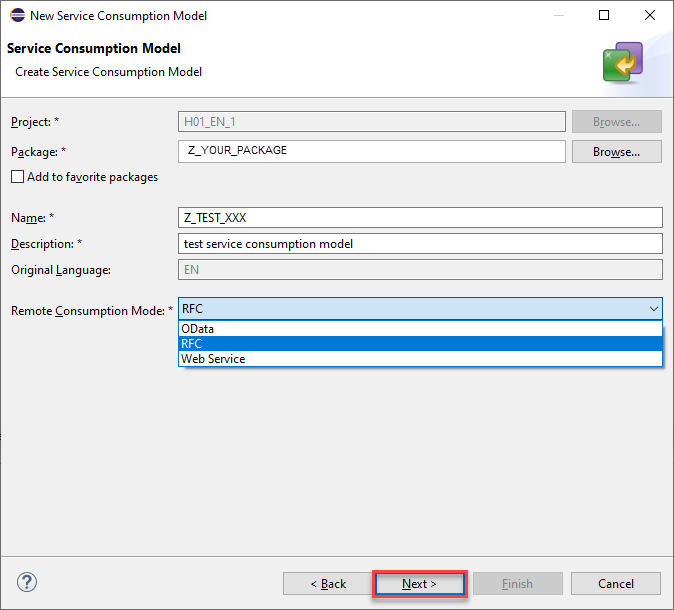 New Service Consumption Model
Service Consumption Model
Create Service Consumption Model
Project: * H01_EN_1 Browse...
Package: * Z_YOUR_PACKAGE Browse...
Add to favorite packages
Name: * Z_TEST_XXX
Description: * test service consumption model
Original Language: EN
Remote Consumption Mode: * RFC
OData
RFC
Web Service
? < Back Next > Finish Cancel